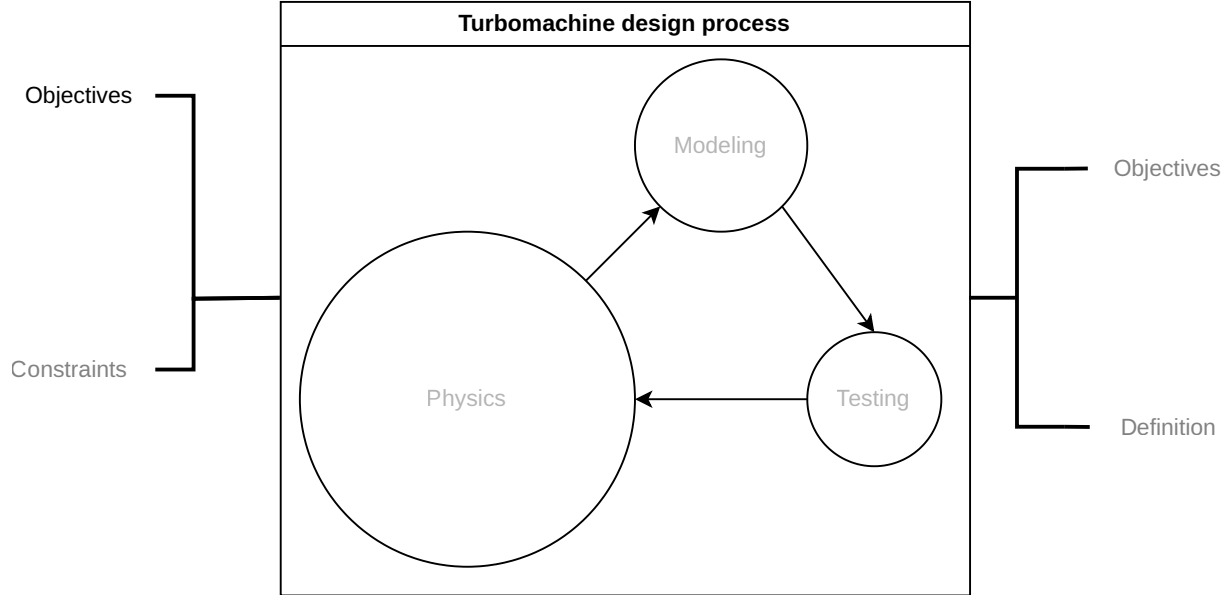 Turbomachine design process
Objectives
Modeling
Objectives
Constraints
Physics
Testing
Definition